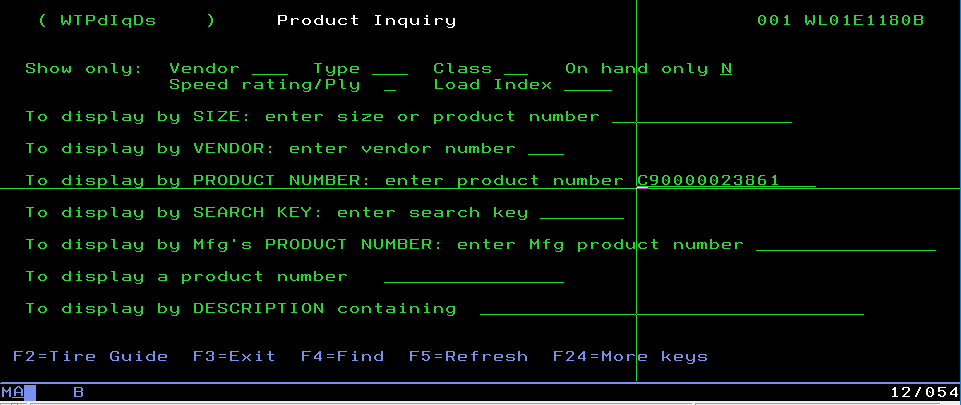 ( WTPdIqDs ) Product Inquiry 001 WL01E1180B
Show only: Vendor ___ Type ___ Class __ On hand only N
Speed rating/Ply _ Load Index ____
To display by SIZE: enter size or product number _______________
To display by VENDOR: enter vendor number ___
To display by PRODUCT NUMBER: enter product number C90000023861___
To display by SEARCH KEY: enter search key _______
To display by Mfg's PRODUCT NUMBER: enter Mfg product number _______________
To display a product number _______________
To display by DESCRIPTION containing ________________________________
F2=Tire Guide F3=Exit F4=Find F5=Refresh F24=More keys
MA B 12/054